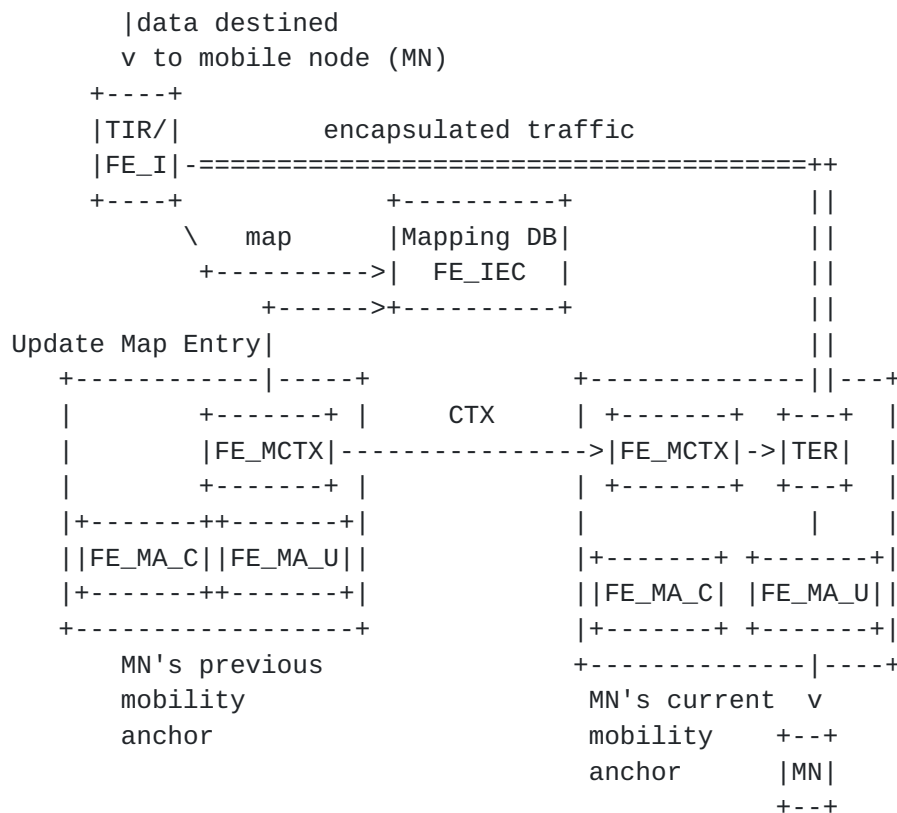 |data destined
v to mobile node (MN)
+----+
|TIR/|         encapsulated traffic
|FE_I|-=======================================++
+----+             +----------+               ||
\   map      |Mapping DB|               ||
+---------->|  FE_IEC  |               ||
+------>+----------+               ||
Update Map Entry|                                  ||
+------------|-----+             +--------------||---+
|        +-------+ |     CTX     | +-------+  +---+  |
|        |FE_MCTX|---------------->|FE_MCTX|->|TER|  |
|        +-------+ |             | +-------+  +---+  |
|+-------++-------+|             |              |    |
||FE_MA_C||FE_MA_U||             |+-------+ +-------+|
|+-------++-------+|             ||FE_MA_C| |FE_MA_U||
+------------------+             |+-------+ +-------+|
MN's previous                +--------------|----+
mobility                      MN's current  v
anchor                        mobility    +--+
anchor      |MN|
+--+